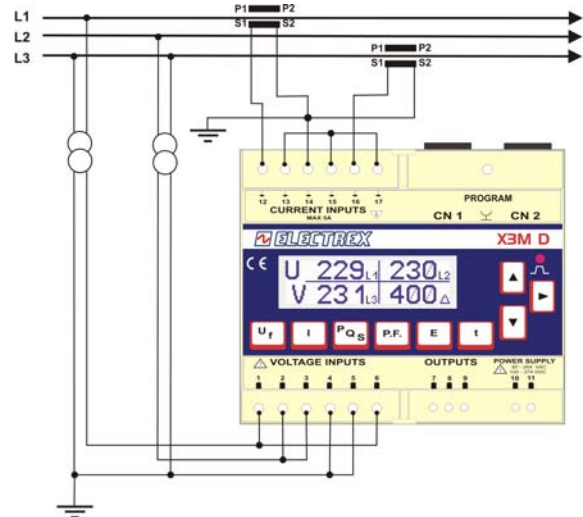 P1 P2
L1
S1 S2
L2
P1 P2
L3
S1 S2
12 13 14 15 16 17
CURRENT INPUTS
MAX 5A
PROGRAM
CN 1 CN 2
ELECTREX
X3M D
CE
U 229 L1 230 L2
V 231 L3 400 Δ
Uf I PQS P.F. E t
VOLTAGE INPUTS
OUTPUTS
POWER SUPPLY
1 2 3 4 5 6 7 8 9 10 11